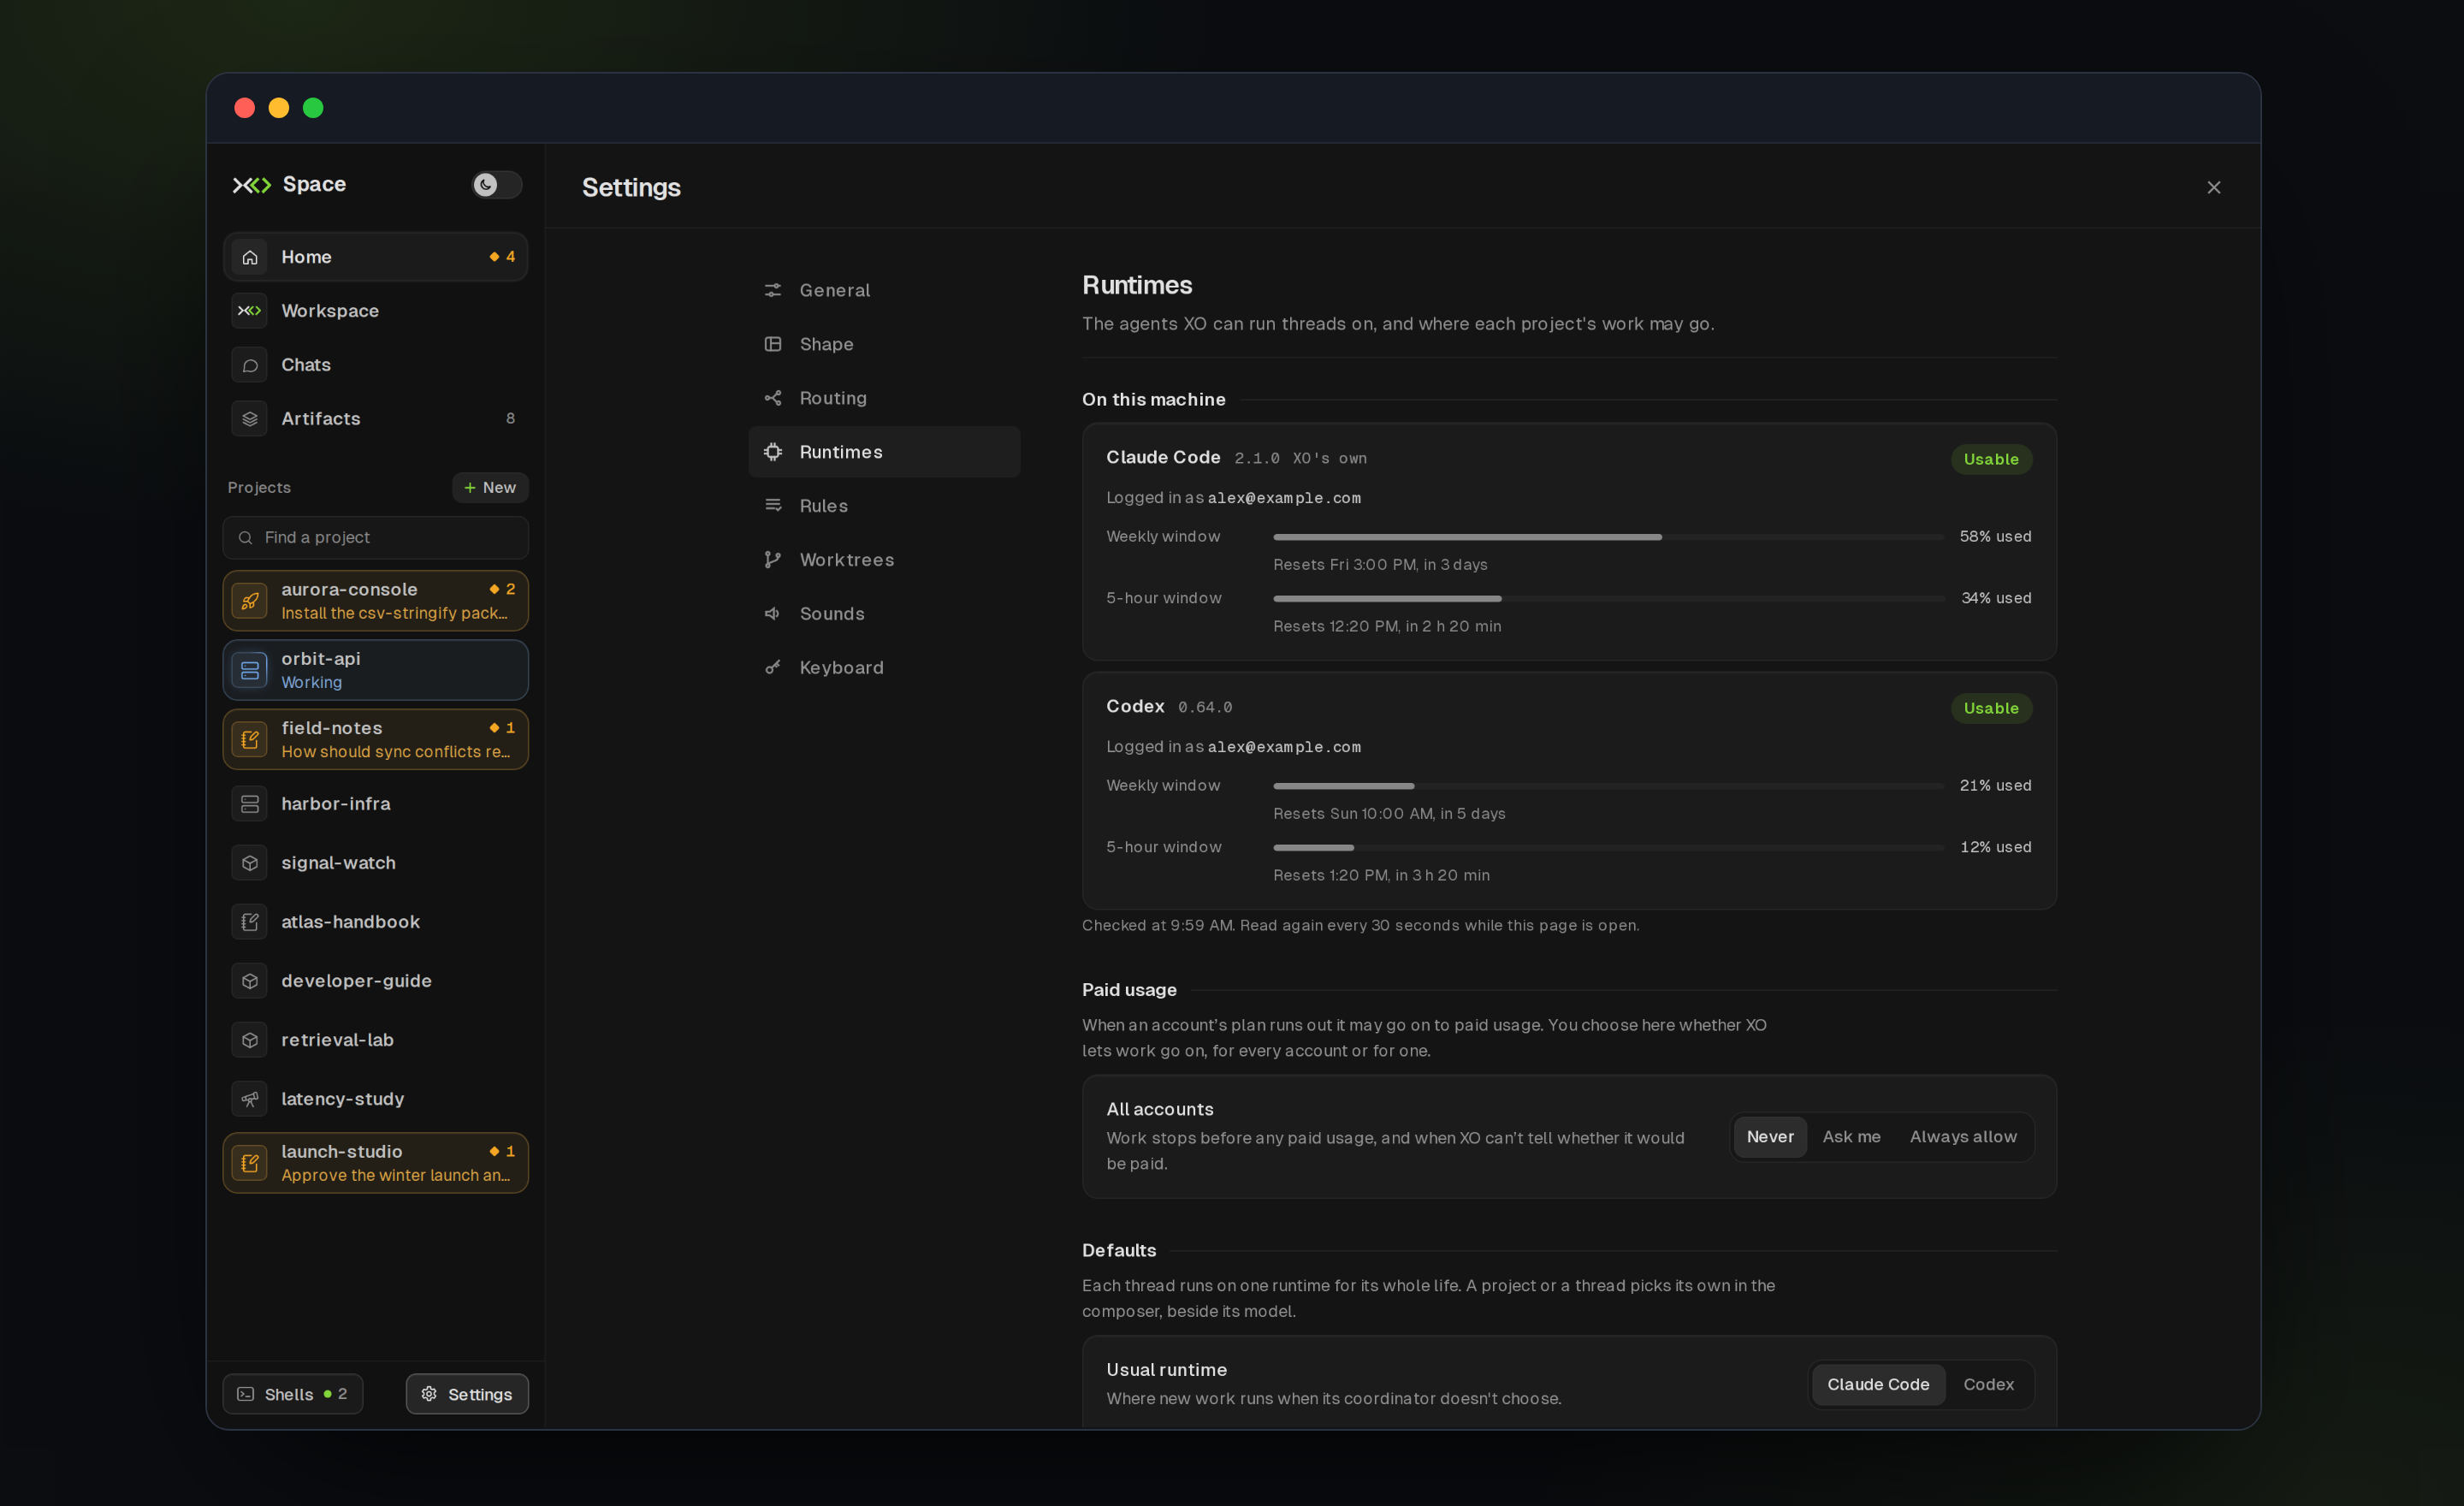 Space
Home 4
Workspace
Chats
Artifacts 8
Projects
New
Find a project
aurora-console 2
Install the csv-stringify pack…
orbit-api
Working
field-notes 1
How should sync conflicts re…
harbor-infra
signal-watch
atlas-handbook
developer-guide
retrieval-lab
latency-study
launch-studio 1
Approve the winter launch an…
Shells 2
Settings
Settings
General
Shape
Routing
Runtimes
Rules
Worktrees
Sounds
Keyboard
Runtimes
The agents XO can run threads on, and where each project's work may go.
On this machine
Claude Code 2.1.0 XO's own
Usable
Logged in as alex@example.com
Weekly window 58% used
Resets Fri 3:00 PM, in 3 days
5-hour window 34% used
Resets 12:20 PM, in 2 h 20 min
Codex 0.64.0
Usable
Logged in as alex@example.com
Weekly window 21% used
Resets Sun 10:00 AM, in 5 days
5-hour window 12% used
Resets 1:20 PM, in 3 h 20 min
Checked at 9:59 AM. Read again every 30 seconds while this page is open.
Paid usage
When an account’s plan runs out it may go on to paid usage. You choose here whether XO
lets work go on, for every account or for one.
All accounts
Work stops before any paid usage, and when XO can’t tell whether it would
be paid.
Never Ask me Always allow
Defaults
Each thread runs on one runtime for its whole life. A project or a thread picks its own in the
composer, beside its model.
Usual runtime
Where new work runs when its coordinator doesn't choose.
Claude Code Codex